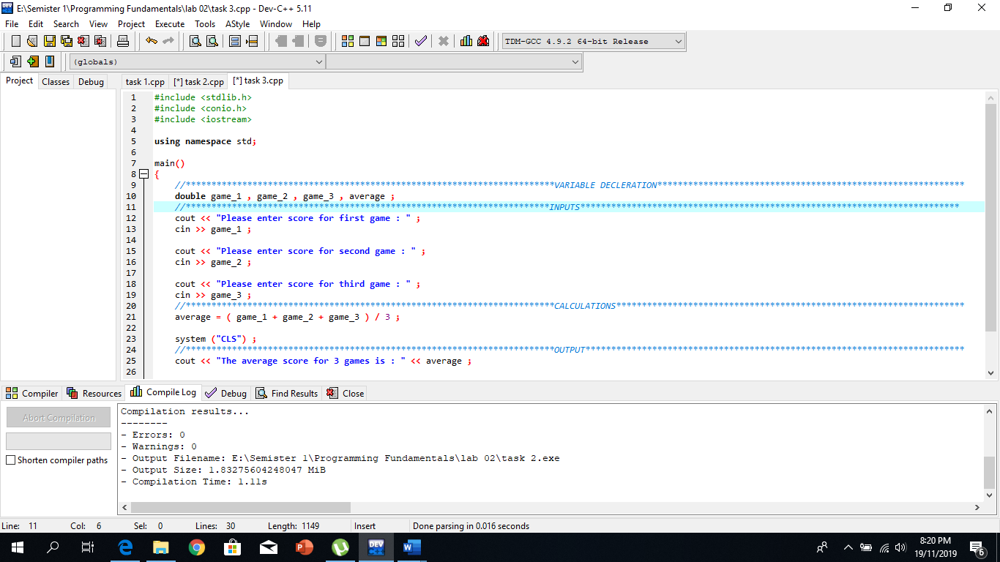 E:\Semister 1\Programming Fundamentals\lab 02\task 3.cpp - Dev-C++ 5.11
File Edit Search View Project Execute Tools AStyle Window Help
TDM-GCC 4.9.2 64-bit Release
(globals)
Project Classes Debug task 1.cpp [*] task 2.cpp [*] task 3.cpp
1 #include <stdlib.h>
2 #include <conio.h>
3 #include <iostream>
4
5 using namespace std;
6
7 main()
8 {
9 //************************************************************************VARIABLE DECLERATION************************************************************
10 double game_1 , game_2 , game_3 , average ;
11 //***********************************************************************INPUTS**************************************************************************
12 cout << "Please enter score for first game : " ;
13 cin >> game_1 ;
14
15 cout << "Please enter score for second game : " ;
16 cin >> game_2 ;
17
18 cout << "Please enter score for third game : " ;
19 cin >> game_3 ;
20 //************************************************************************CALCULATIONS********************************************************************
21 average = ( game_1 + game_2 + game_3 ) / 3 ;
22
23 system ("CLS") ;
24 //************************************************************************OUTPUT**************************************************************************
25 cout << "The average score for 3 games is : " << average ;
26
Compiler Resources Compile Log Debug Find Results Close
Abort Compilation
Shorten compiler paths
Compilation results...
--------
- Errors: 0
- Warnings: 0
- Output Filename: E:\Semister 1\Programming Fundamentals\lab 02\task 2.exe
- Output Size: 1.83275604248047 MiB
- Compilation Time: 1.11s
Line: 11 Col: 6 Sel: 0 Lines: 30 Length: 1149 Insert Done parsing in 0.016 seconds
8:20 PM
19/11/2019
6